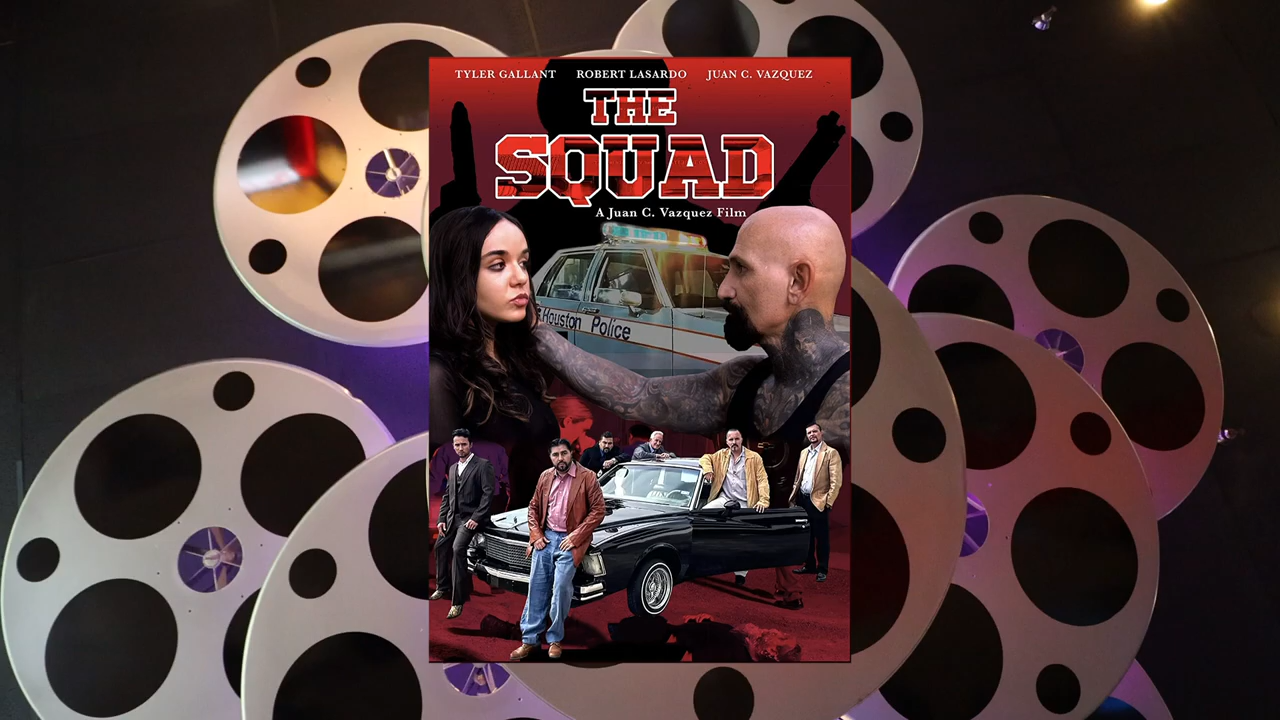 TYLER GALLANT ROBERT LASARDO JUAN C. VAZQUEZ
THE
SQUAD
A Juan C. Vazquez Film
Houston Police